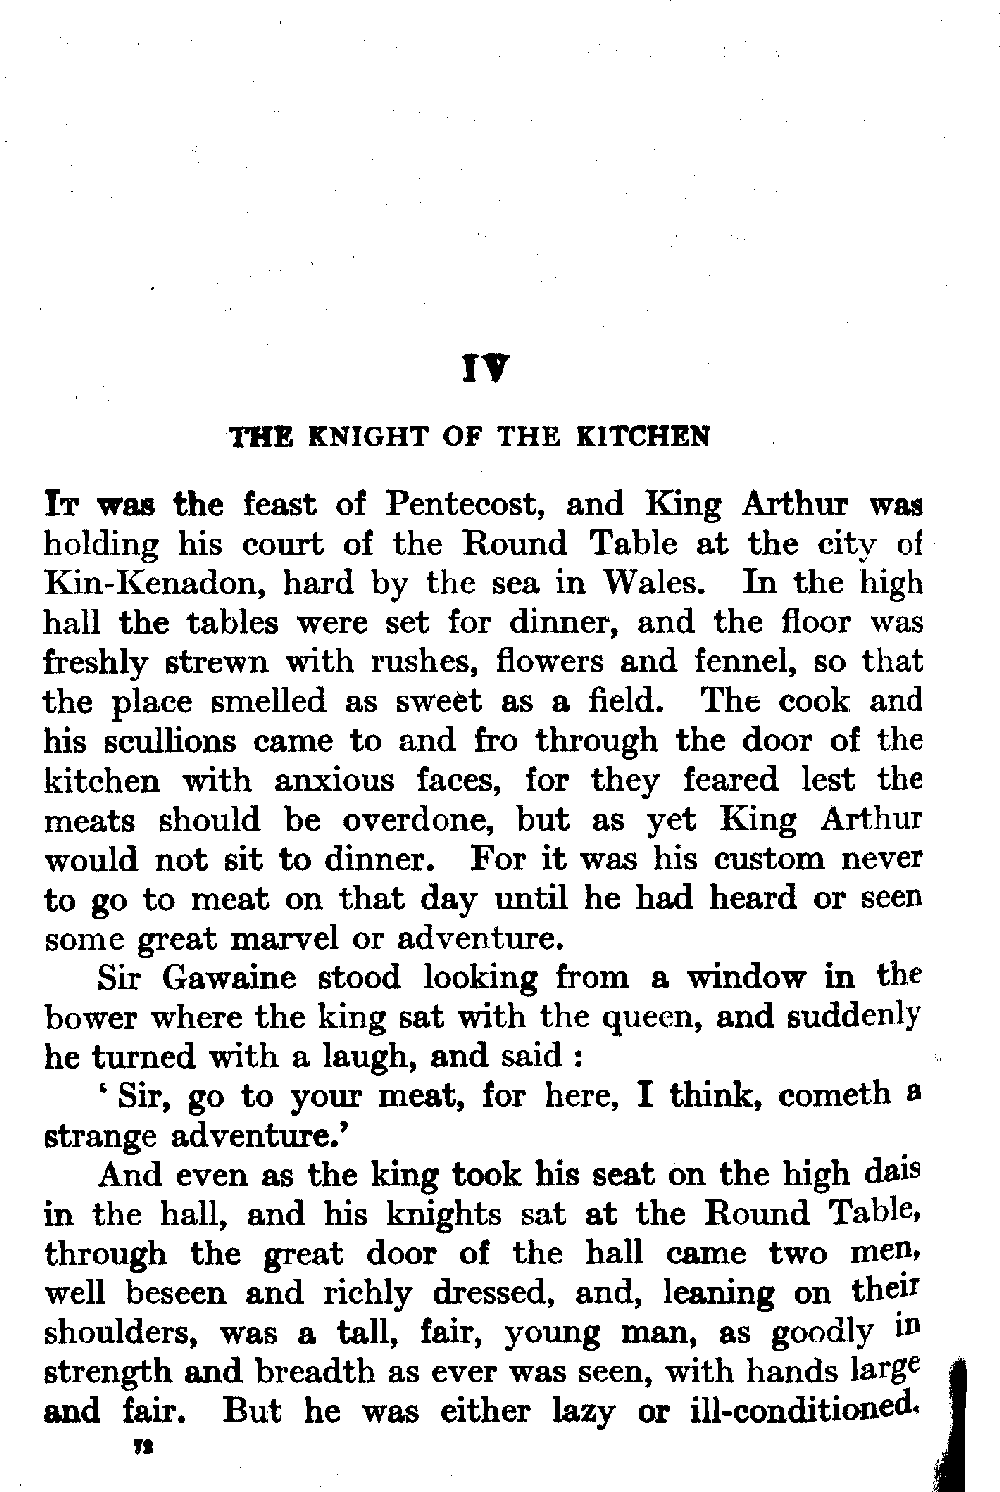 IV
THE KNIGHT OF THE KITCHEN
IT was the feast of Pentecost, and King Arthur was
holding his court of the Round Table at the city of
Kin-Kenadon, hard by the sea in Wales. In the high
hall the tables were set for dinner, and the floor was
freshly strewn with rushes, flowers and fennel, so that
the place smelled as sweet as a field. The cook and
his scullions came to and fro through the door of the
kitchen with anxious faces, for they feared lest the
meats should be overdone, but as yet King Arthur
would not sit to dinner. For it was his custom never
to go to meat on that day until he had heard or seen
some great marvel or adventure.
Sir Gawaine stood looking from a window in the
bower where the king sat with the queen, and suddenly
he turned with a laugh, and said :
‘ Sir, go to your meat, for here, I think, cometh a
strange adventure.’
And even as the king took his seat on the high dais
in the hall, and his knights sat at the Round Table,
through the great door of the hall came two men,
well beseen and richly dressed, and, leaning on their
shoulders, was a tall, fair, young man, as goodly in
strength and breadth as ever was seen, with hands large
and fair. But he was either lazy or ill-conditioned,
72